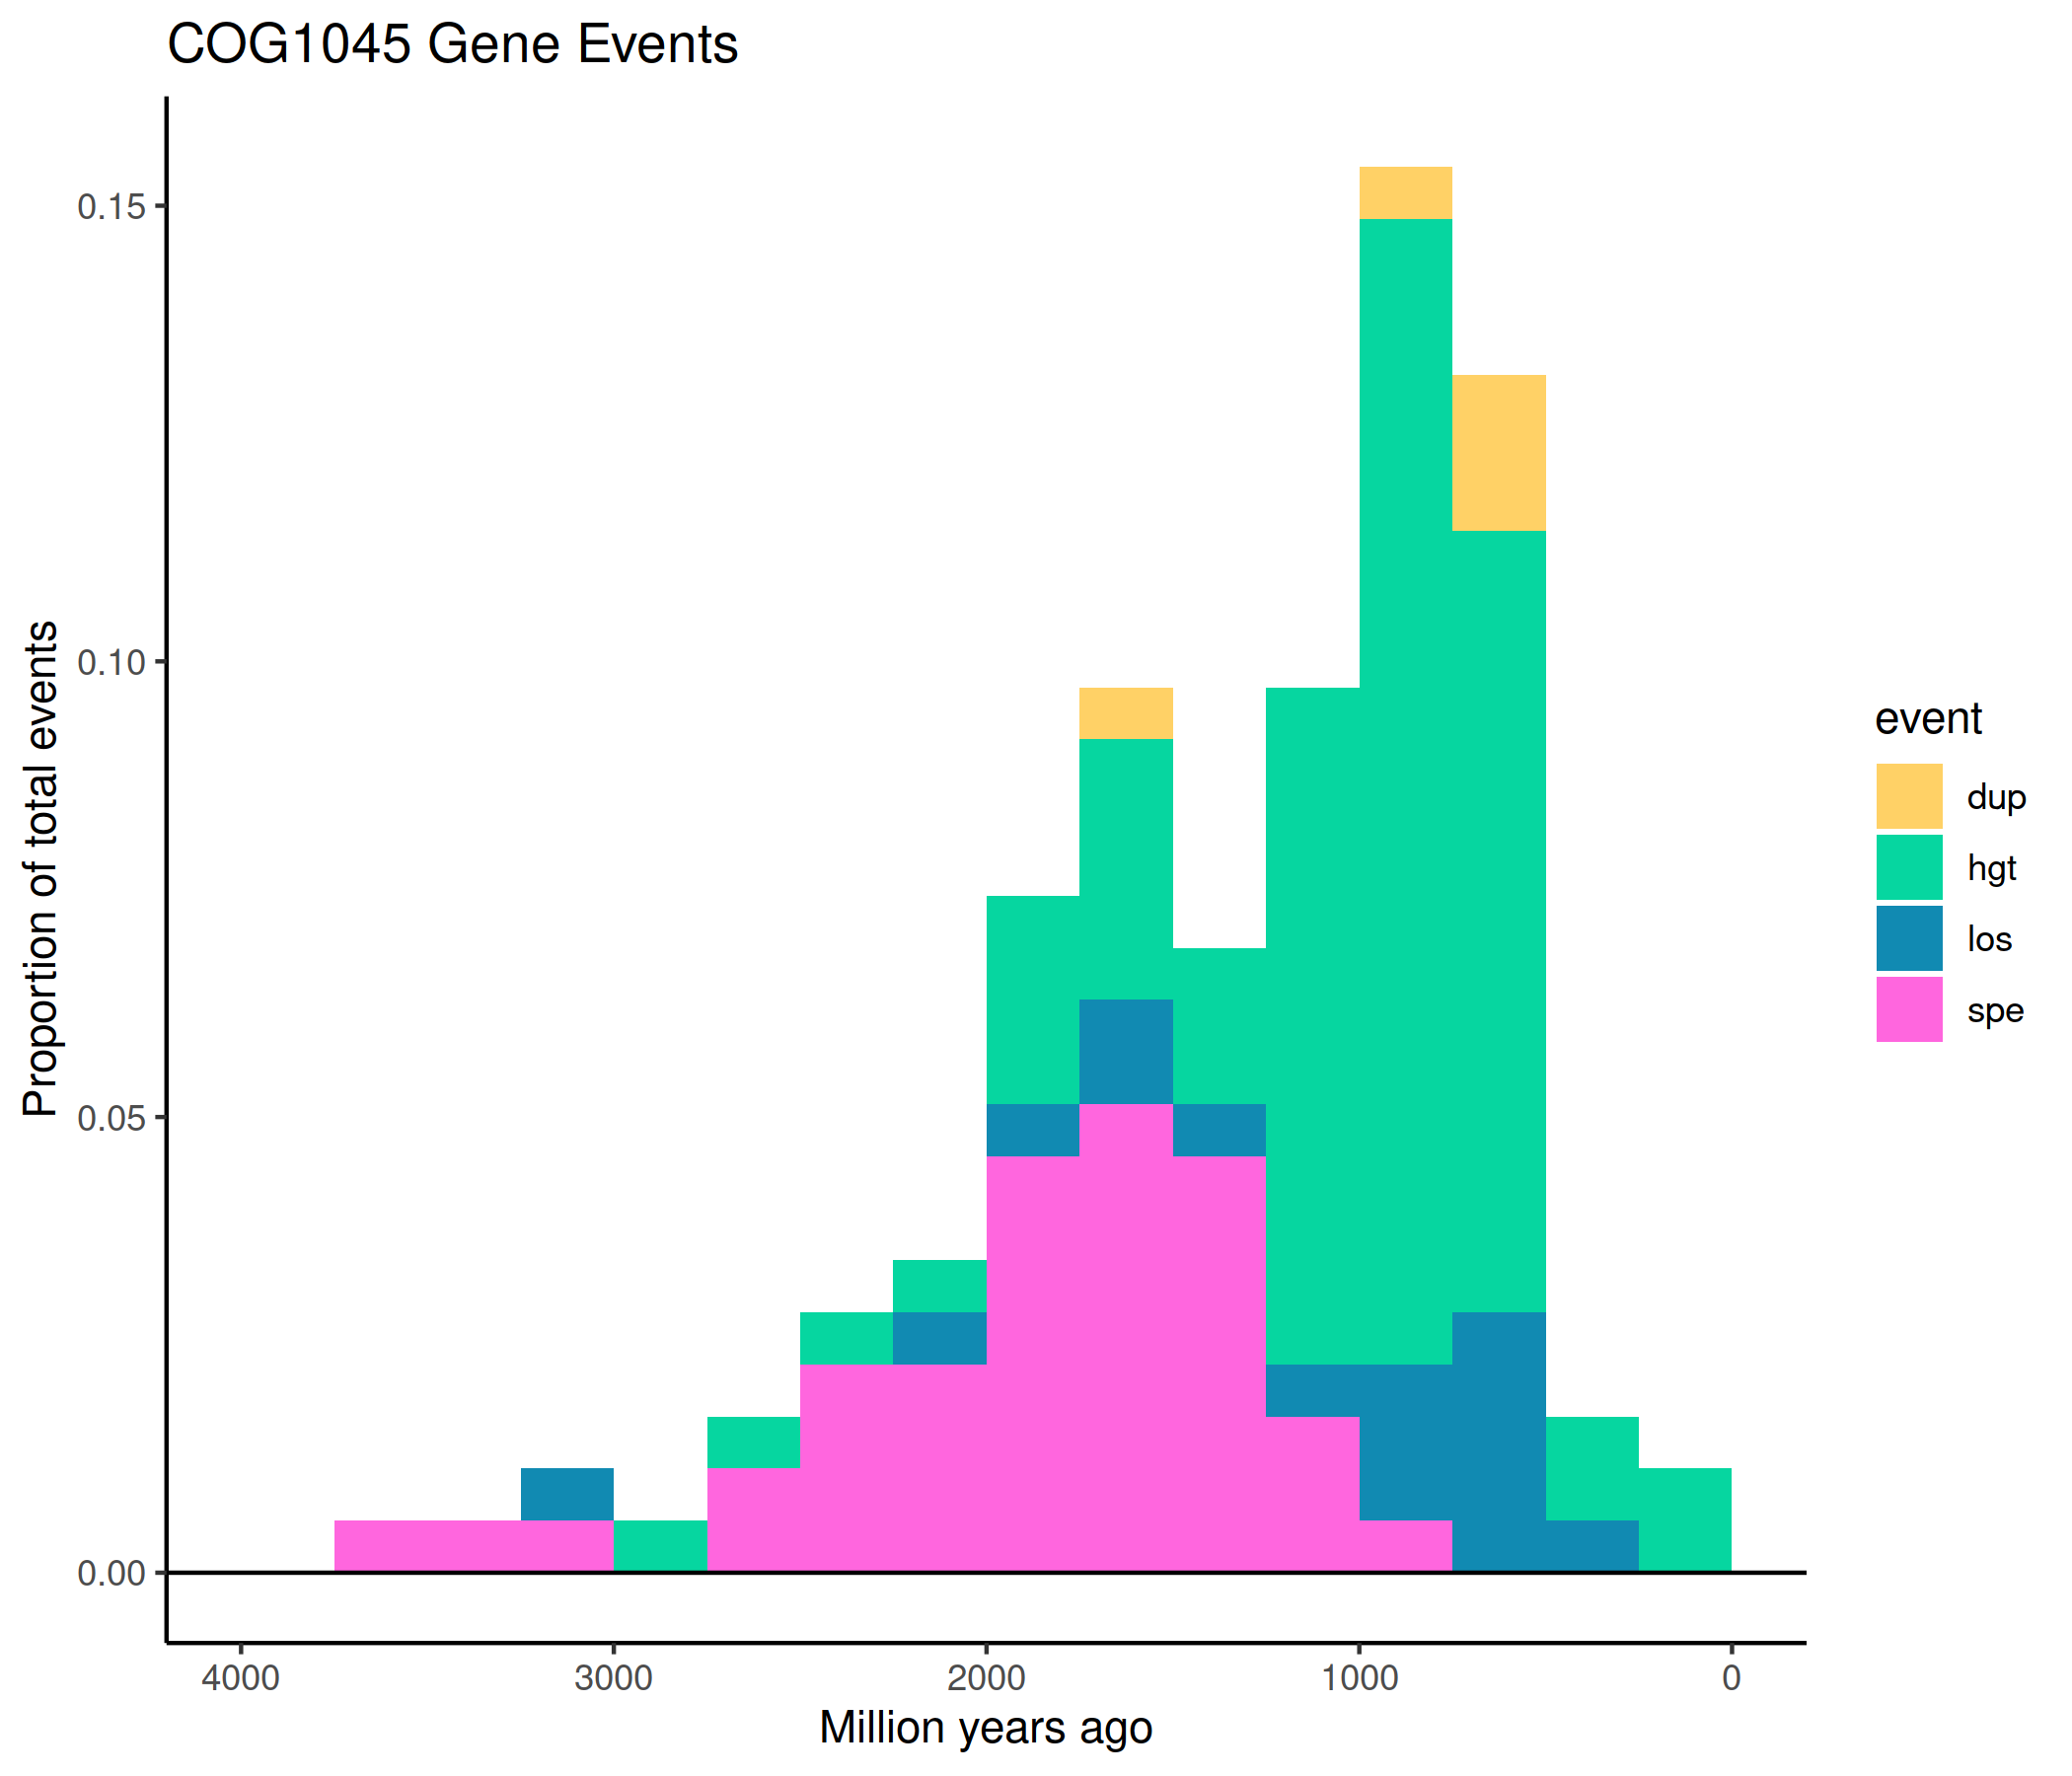 COG1045 Gene Events
Proportion of total events
0.15
0.10
0.05
0.00
4000 3000 2000 1000 0
Million years ago
event
dup
hgt
los
spe